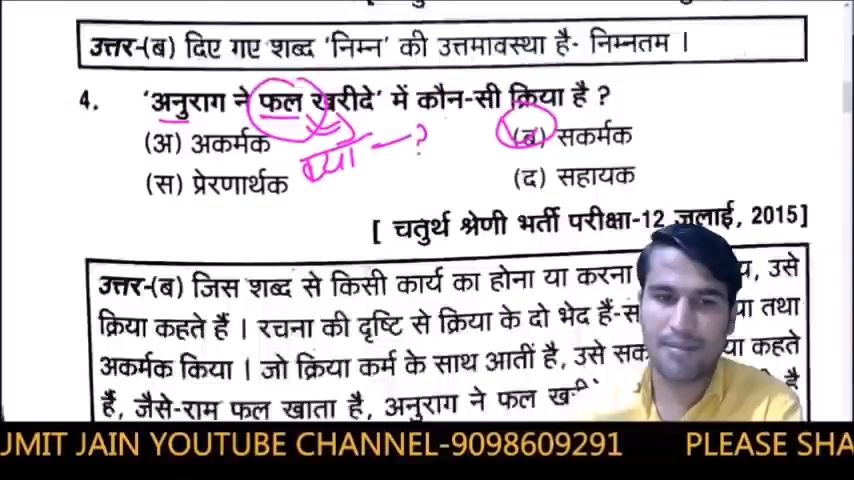 उत्तर-(ब) दिए गए शब्द 'निम्न' की उत्तमावस्था है- निम्नतम ।
4. 'अनुराग ने फल खरीदे' में कौन-सी क्रिया है ?
(अ) अकर्मक (ब) सकर्मक
क्या — ?
(स) प्रेरणार्थक (द) सहायक
[ चतुर्थ श्रेणी भर्ती परीक्षा-12 जुलाई, 2015]
उत्तर-(ब) जिस शब्द से किसी कार्य का होना या करना उसे
क्रिया कहते हैं । रचना की दृष्टि से क्रिया के दो भेद हैं- तथा
अकर्मक किया । जो क्रिया कर्म के साथ आतीं है, उसे कहते
हैं, जैसे-राम फल खाता है, अनुराग ने फल है
UMIT JAIN YOUTUBE CHANNEL-9098609291 PLEASE SHA